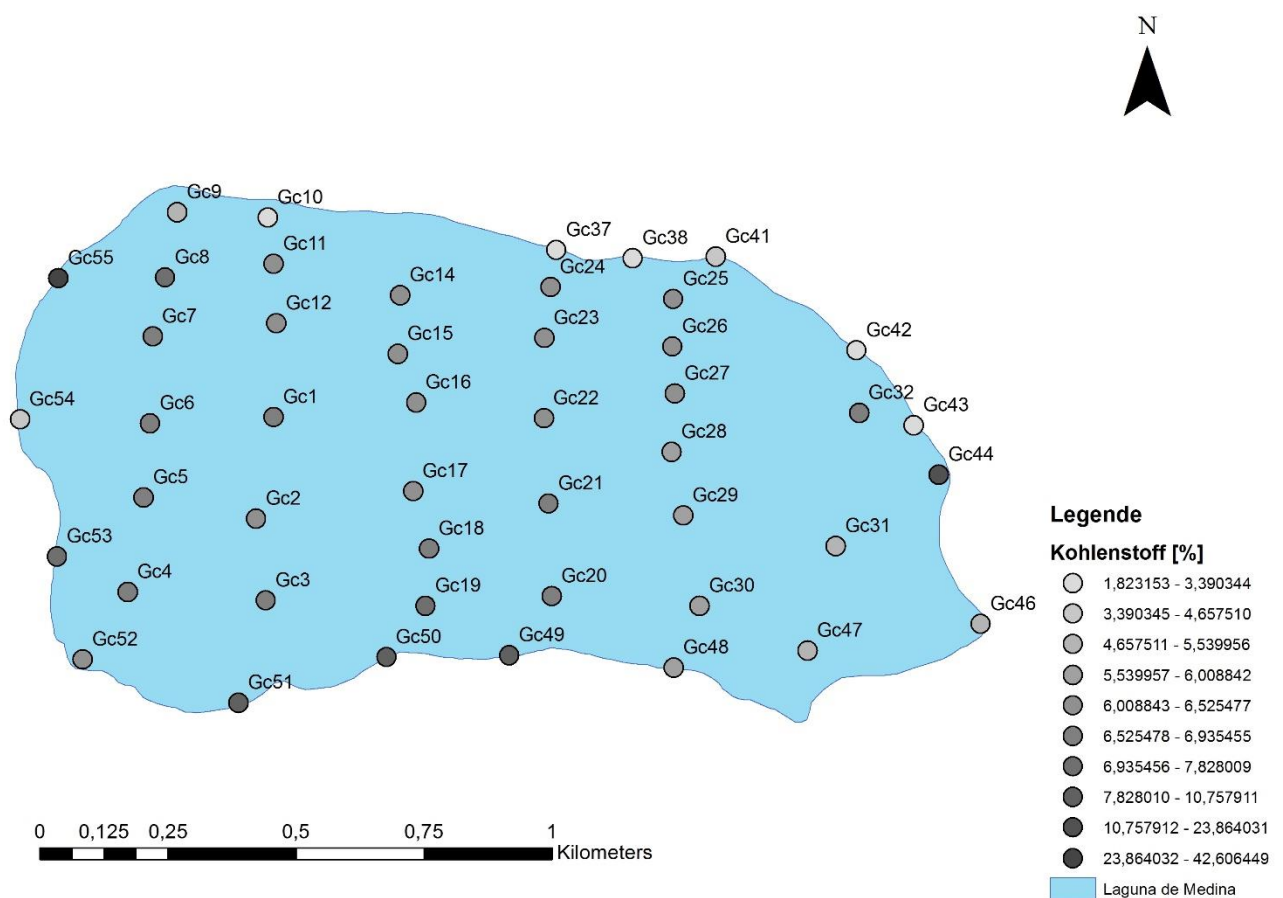 N
Gc9
Gc10
Gc37
Gc38
Gc41
Gc11
Gc55
Gc8
Gc24
Gc25
Gc14
Gc12
Gc7
Gc23
Gc26
Gc42
Gc15
Gc16
Gc27
Gc32
Gc43
Gc54
Gc6
Gc1
Gc22
Gc28
Gc44
Gc5
Gc17
Gc21
Gc2
Gc29
Gc53
Gc18
Gc31
Gc4
Gc3
Gc19
Gc20
Gc30
Gc46
Gc52
Gc50
Gc49
Gc48
Gc47
Gc51
Legende
Kohlenstoff [%]
1,823153 - 3,390344
3,390345 - 4,657510
4,657511 - 5,539956
5,539957 - 6,008842
6,008843 - 6,525477
6,525478 - 6,935455
6,935456 - 7,828009
7,828010 - 10,757911
10,757912 - 23,864031
23,864032 - 42,606449
Laguna de Medina
0 0,125 0,25 0,5 0,75 1
Kilometers